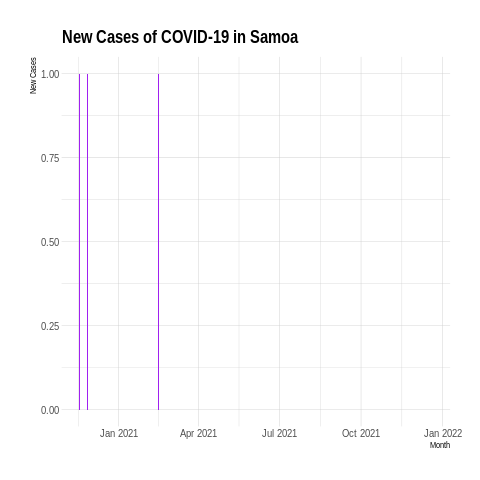 New Cases of COVID-19 in Samoa
New Cases
1.00
0.75
0.50
0.25
0.00
Jan 2021 Apr 2021 Jul 2021 Oct 2021 Jan 2022
Month